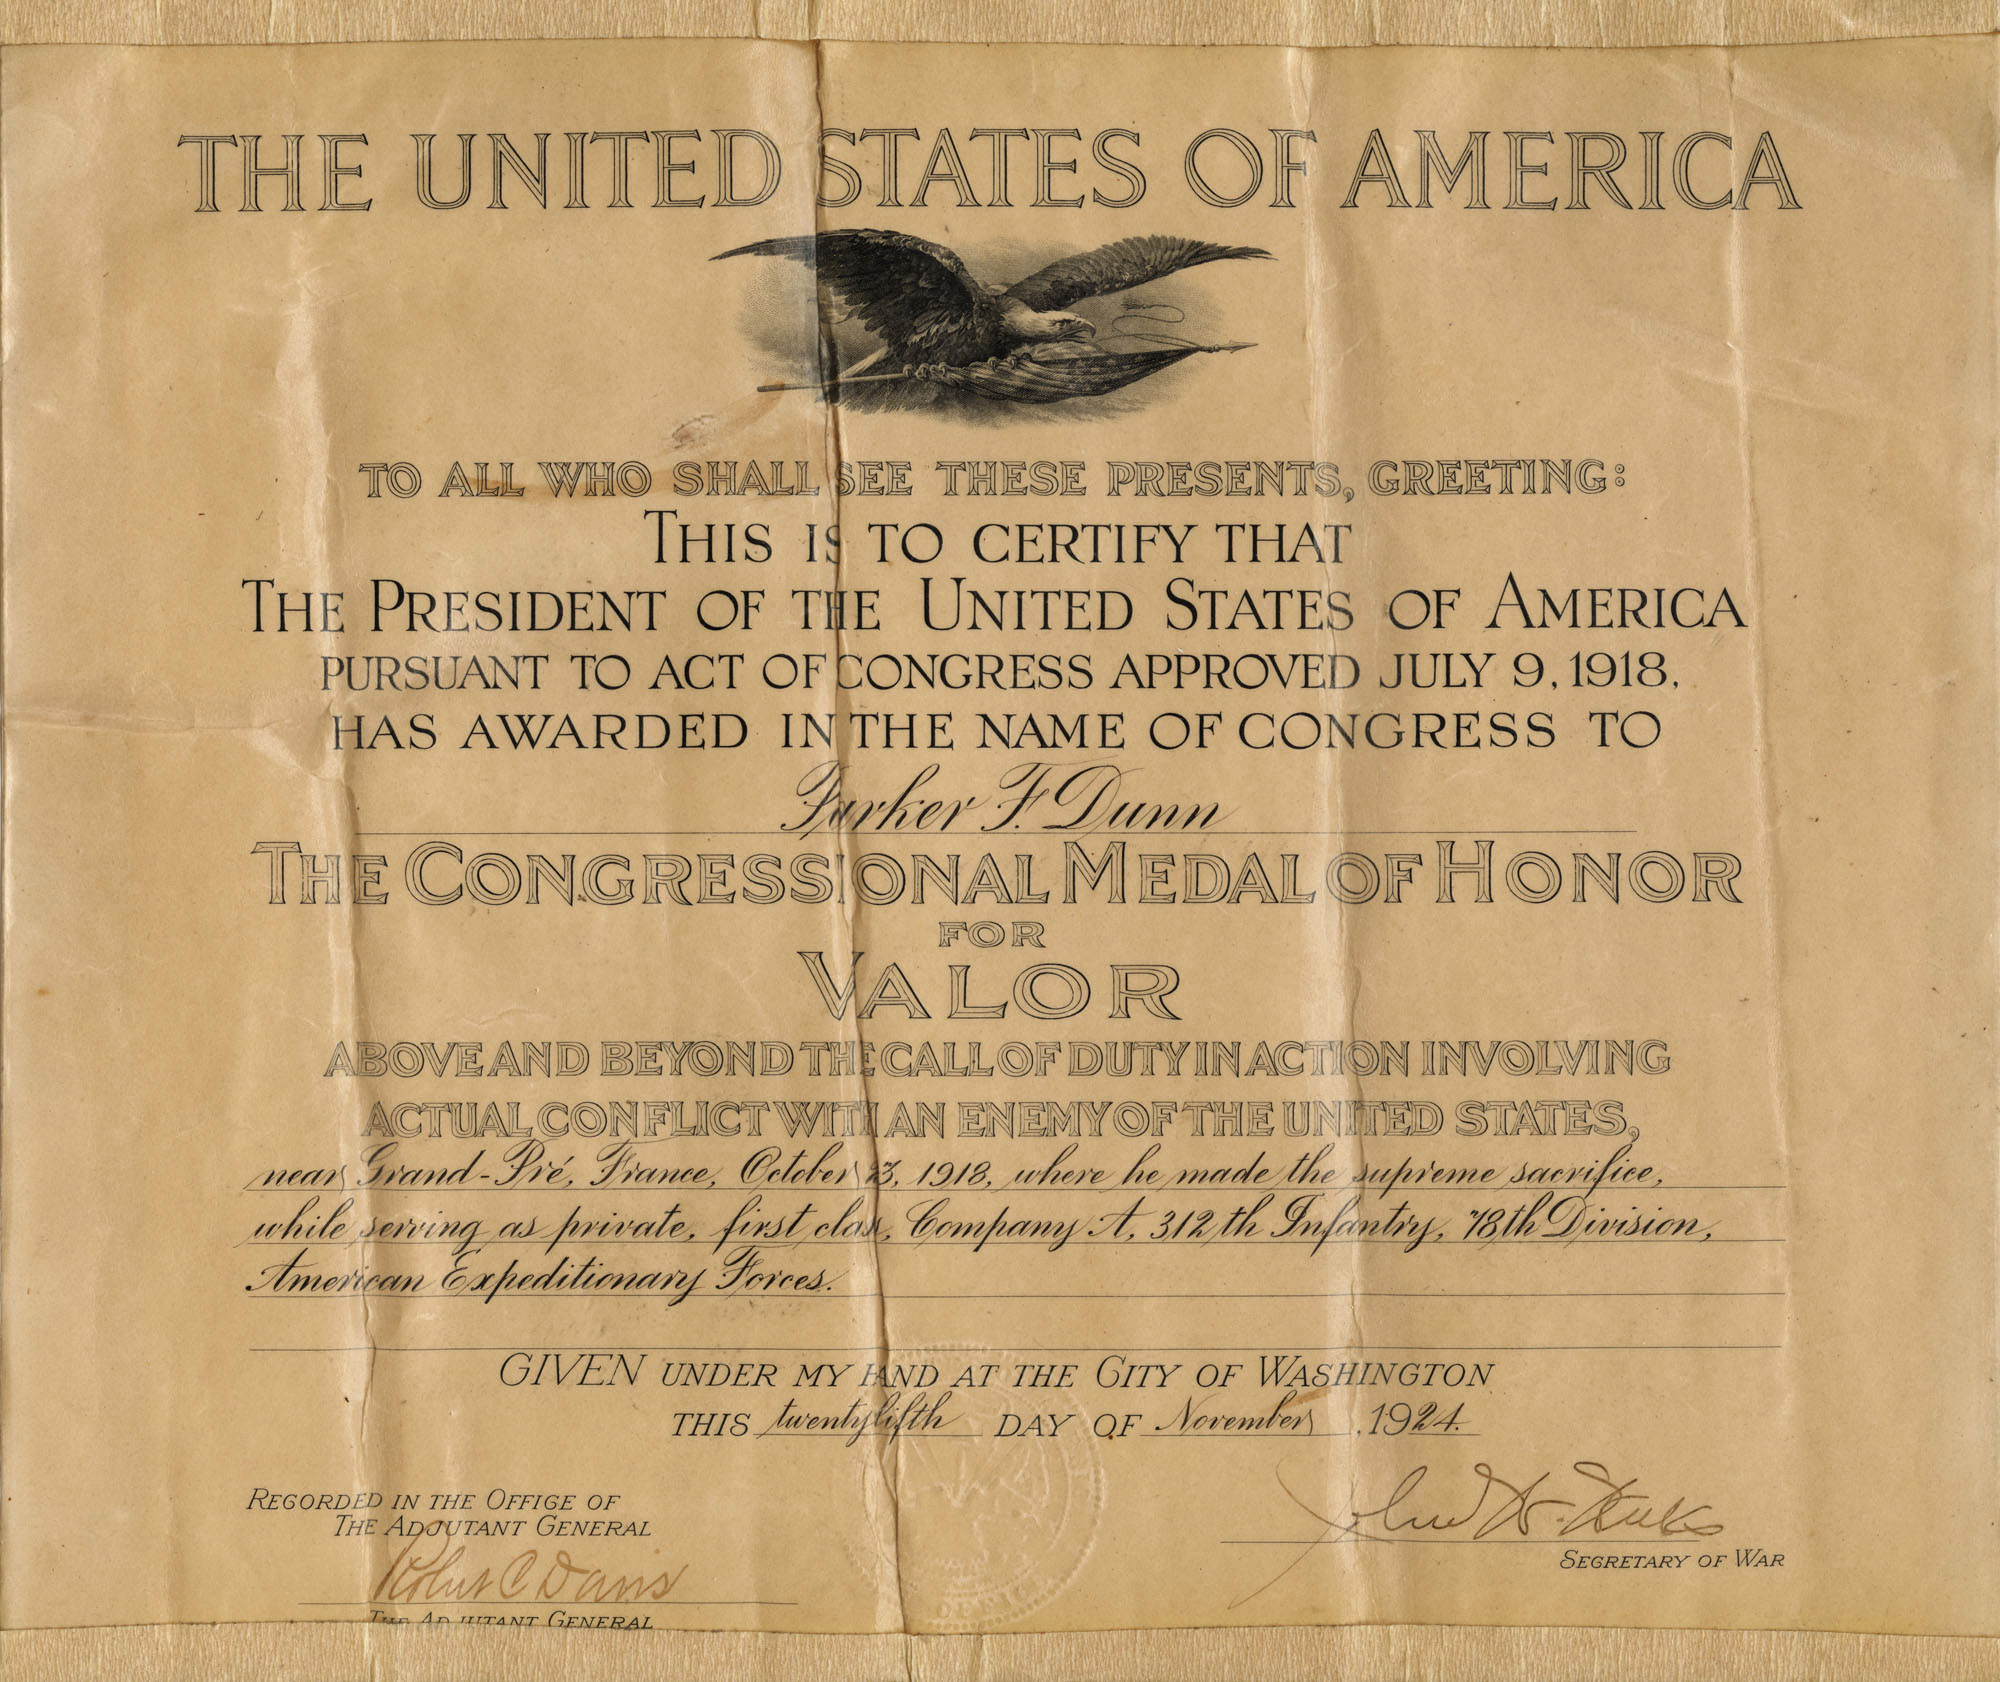 THE UNITED STATES OF AMERICA
TO ALL WHO SHALL SEE THESE PRESENTS, GREETING:
THIS IS TO CERTIFY THAT
THE PRESIDENT OF THE UNITED STATES OF AMERICA
PURSUANT TO ACT OF CONGRESS APPROVED JULY 9, 1918,
HAS AWARDED IN THE NAME OF CONGRESS TO
Parker F. Dunn
THE CONGRESSIONAL MEDAL OF HONOR
FOR
VALOR
ABOVE AND BEYOND THE CALL OF DUTY IN ACTION INVOLVING
ACTUAL CONFLICT WITH AN ENEMY OF THE UNITED STATES,
near Grand-Pré, France, October 23, 1918, where he made the supreme sacrifice,
while serving as private, first class, Company A, 312th Infantry, 78th Division,
American Expeditionary Forces.
GIVEN UNDER MY HAND AT THE CITY OF WASHINGTON
THIS twentyfifth DAY OF November, 1924.
RECORDED IN THE OFFICE OF
THE ADJUTANT GENERAL
Robert C Davis
THE ADJUTANT GENERAL
John W. Weeks
SECRETARY OF WAR